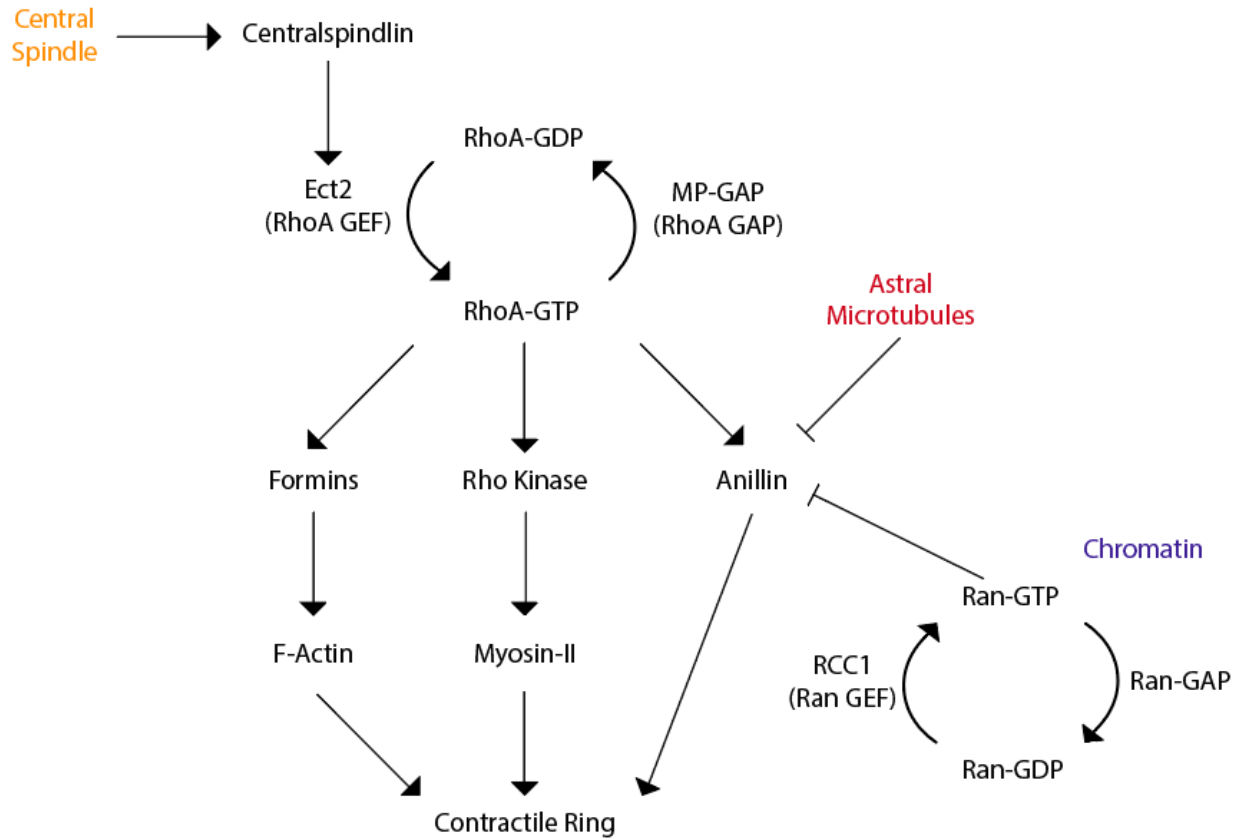 Central
Spindle
Centralspindlin
RhoA-GDP
Ect2
(RhoA GEF)
MP-GAP
(RhoA GAP)
RhoA-GTP
Astral
Microtubules
Formins
Rho Kinase
Anillin
Chromatin
Ran-GTP
F-Actin
Myosin-II
RCC1
(Ran GEF)
Ran-GAP
Ran-GDP
Contractile Ring